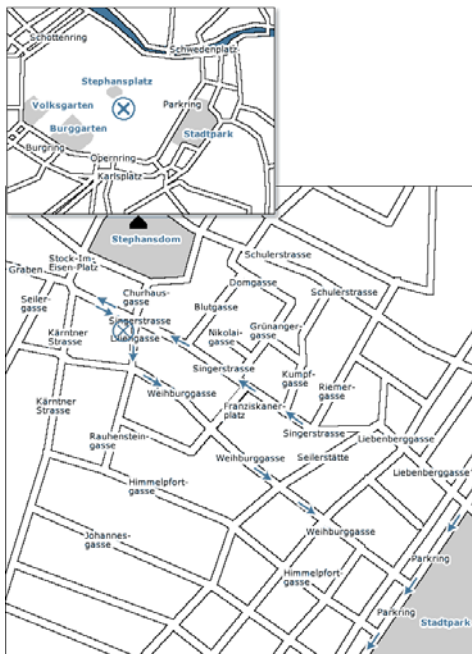 Schottenring
Schwedenplatz
Stephansplatz
Volksgarten
Parkring
Burggarten
Stadtpark
Burgring
Opernring
Karlsplatz
Stephansdom
Stock-Im-
Eisen-Platz
Graben
Schulerstrasse
Domgasse
Seiler-
gasse
Churhaus-
gasse
Schulerstrasse
Blutgasse
Singerstrasse
Grünanger-
gasse
Nikolai-
gasse
Kärntner
Strasse
Liliengasse
Singerstrasse
Kumpf-
gasse
Riemer-
gasse
Weihburggasse
Kärntner
Strasse
Franziskaner-
platz
Singerstrasse
Rauhenstein-
gasse
Liebenberggasse
Weihburggasse
Seilerstätte
Liebenberggasse
Himmelpfort-
gasse
Weihburggasse
Johannes-
gasse
Parkring
Himmelpfort-
gasse
Parkring
Stadtpark